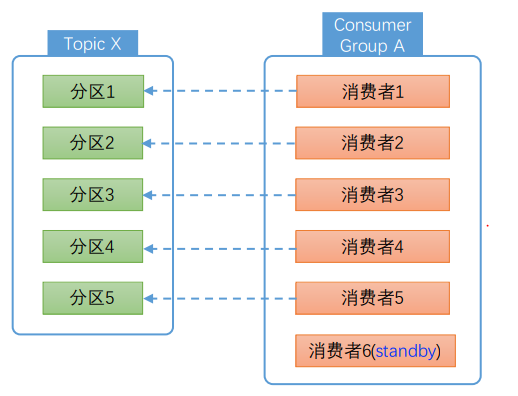 Topic X
分区1
分区2
分区3
分区4
分区5
Consumer
Group A
消费者1
消费者2
消费者3
消费者4
消费者5
消费者6(standby)